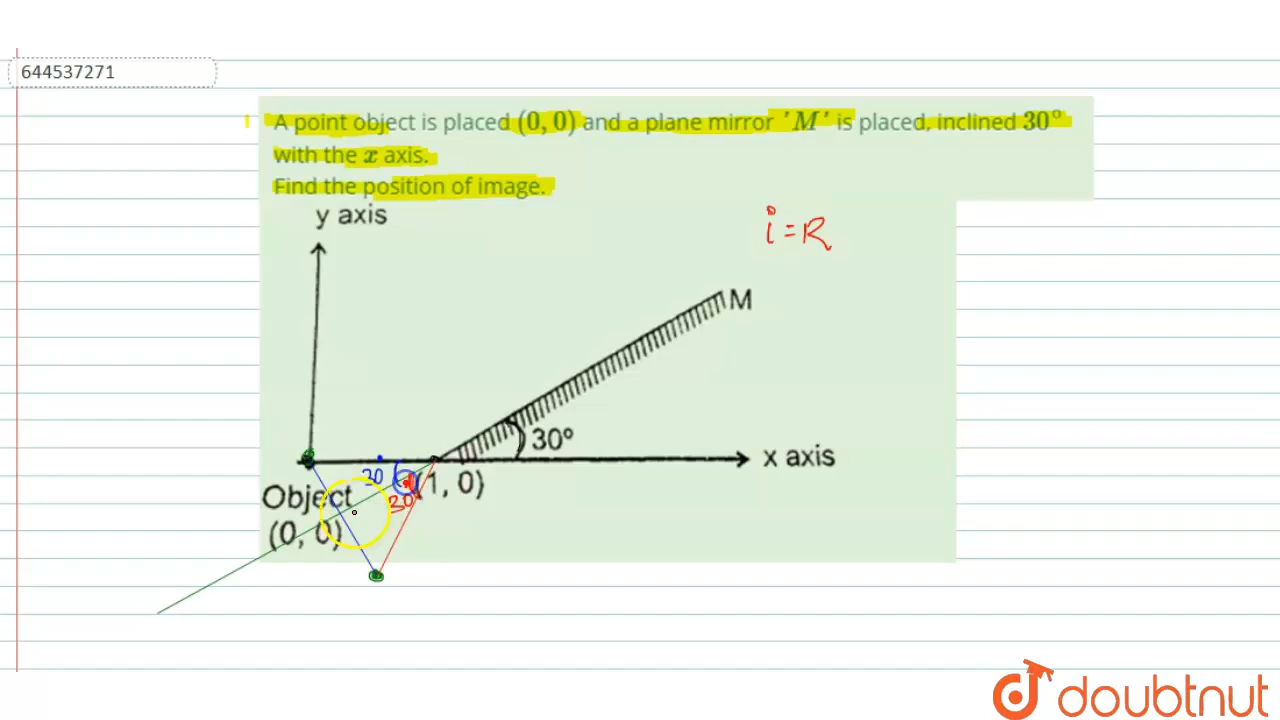 644537271
A point object is placed (0, 0) and a plane mirror 'M' is placed, inclined 30°
with the x axis.
Find the position of image.
y axis
i = R
M
30°
x axis
30
(1, 0)
Object
30
(0, 0)
doubtnut